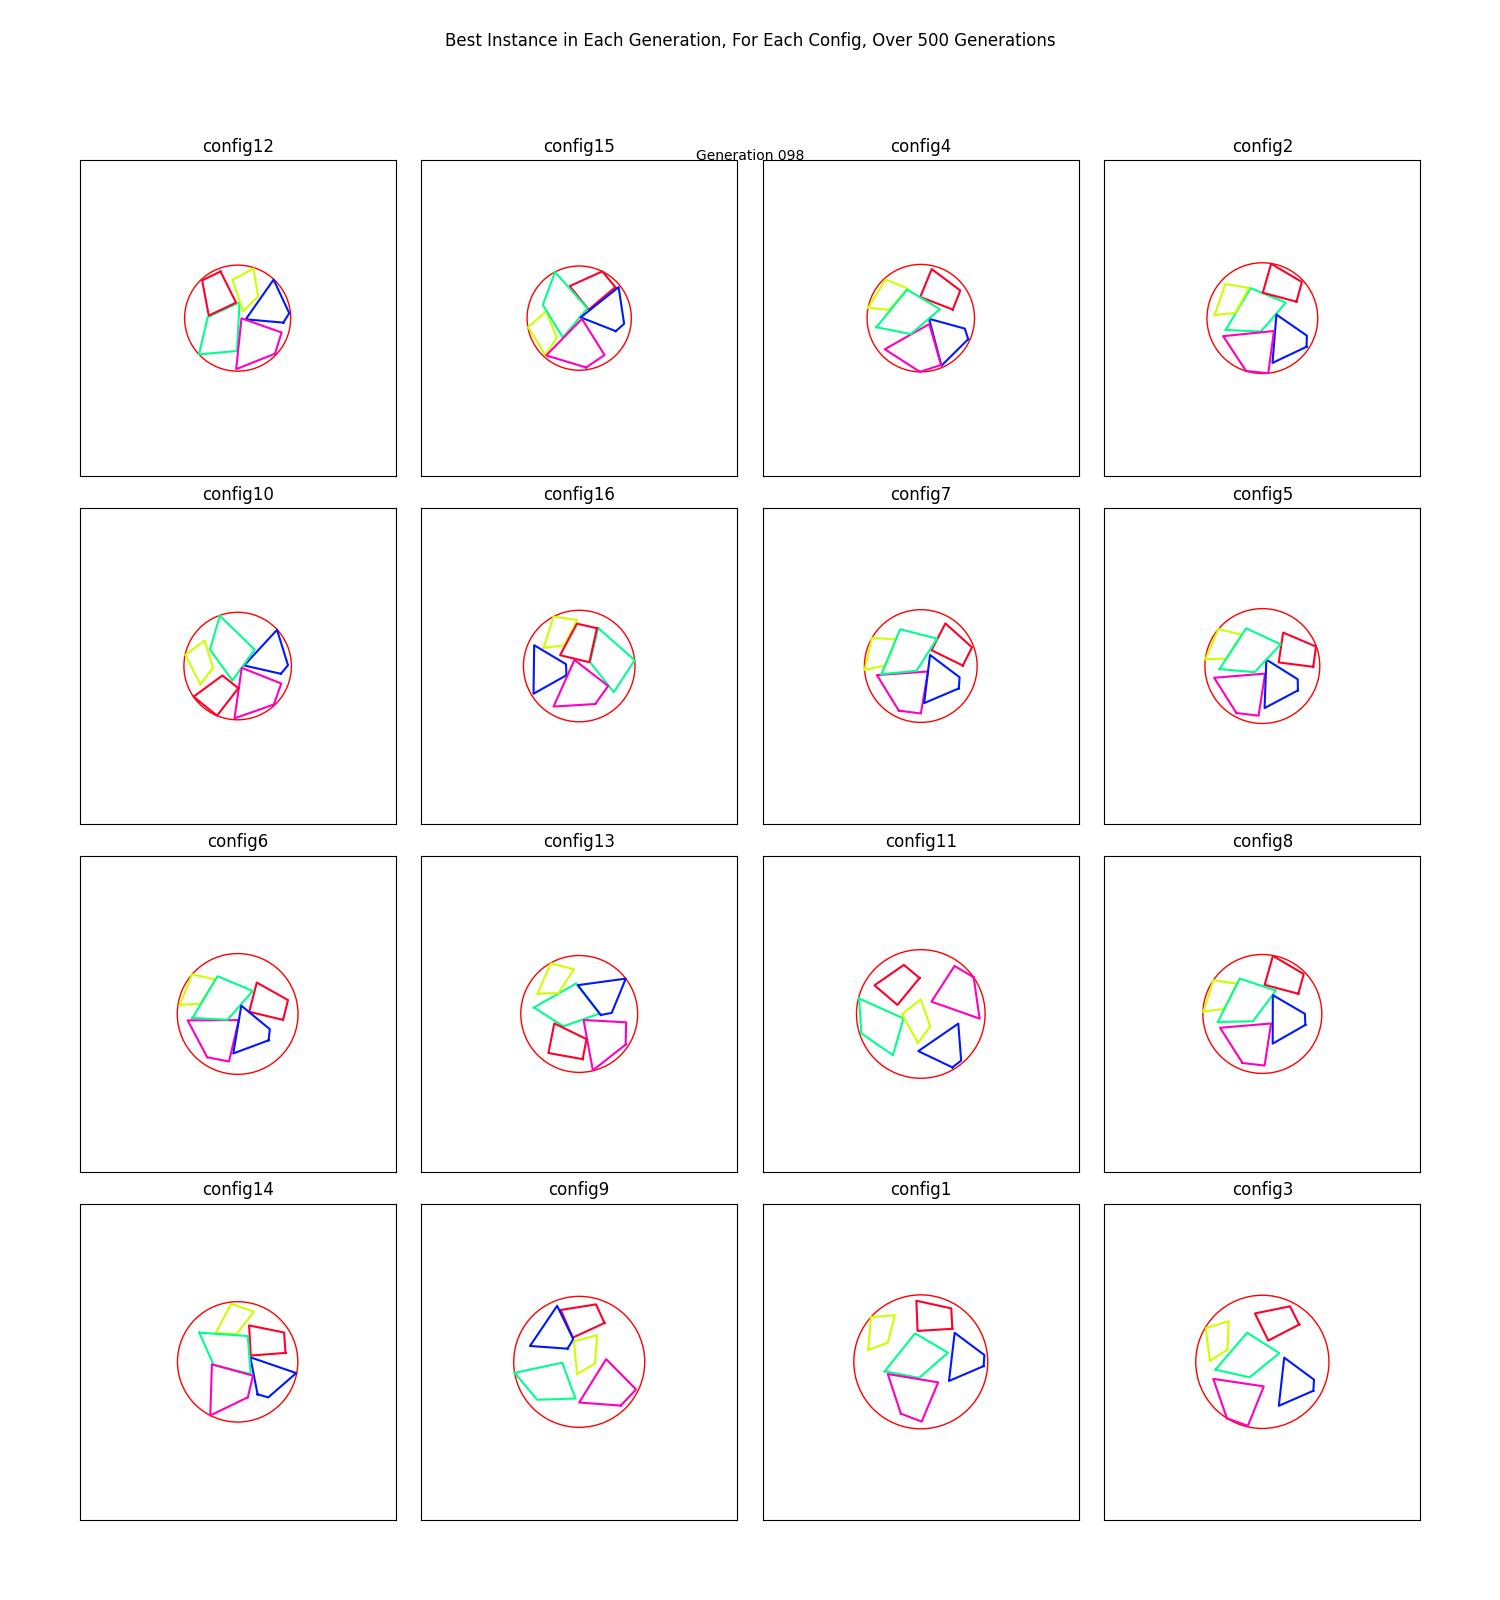 Best Instance in Each Generation, For Each Config, Over 500 Generations
Generation 098
config12
config15
config4
config2
config10
config16
config7
config5
config6
config13
config11
config8
config14
config9
config1
config3